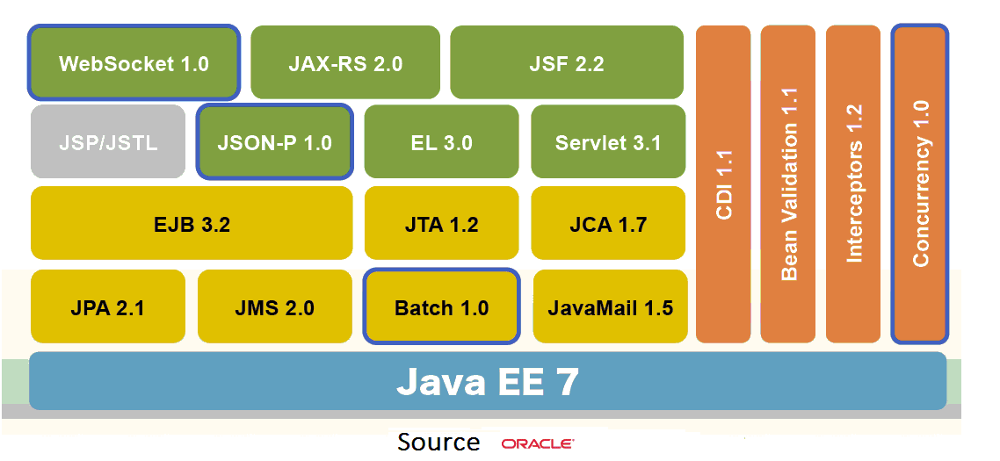 WebSocket 1.0
JAX-RS 2.0
JSF 2.2
JSP/JSTL
JSON-P 1.0
EL 3.0
Servlet 3.1
EJB 3.2
JTA 1.2
JCA 1.7
JPA 2.1
JMS 2.0
Batch 1.0
JavaMail 1.5
CDI 1.1
Bean Validation 1.1
Interceptors 1.2
Concurrency 1.0
Java EE 7
Source ORACLE